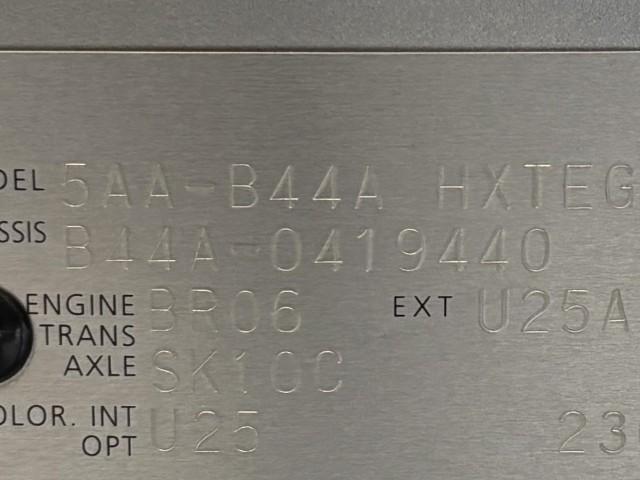 DEL 5AA-B44A HXTEG
SSIS B44A-0419440
ENGINE BR06 EXT U25A
TRANS
AXLE SK10C
OLOR. INT U25
OPT 23